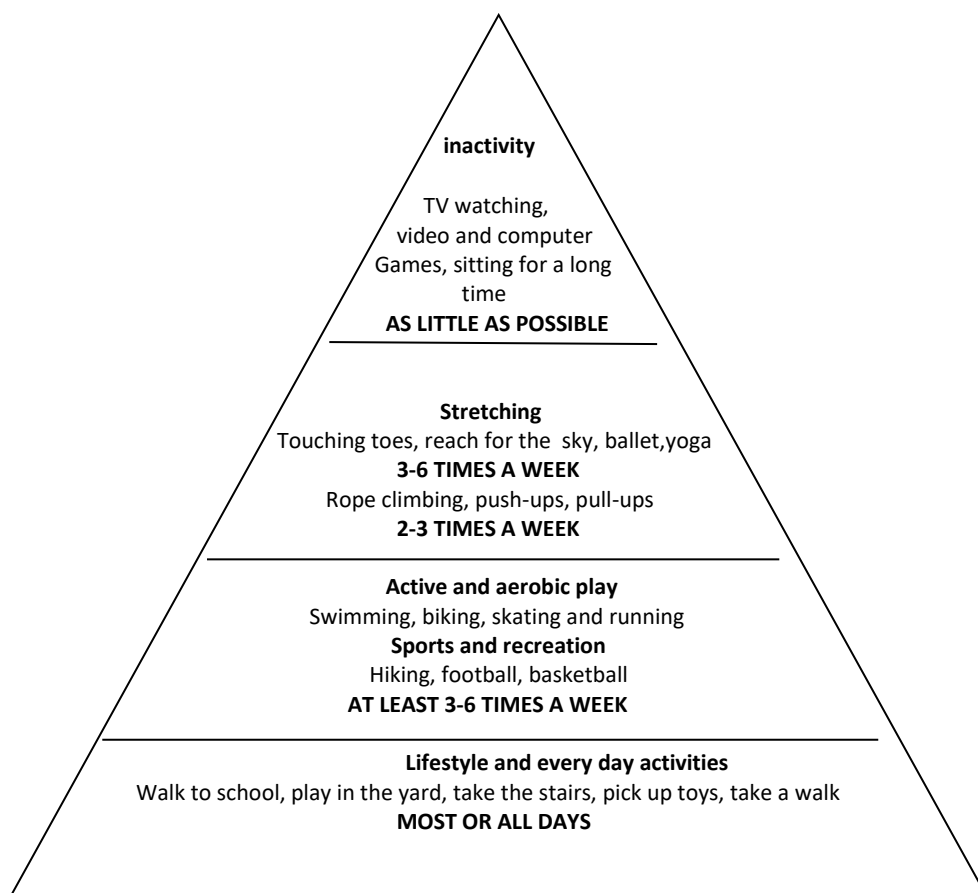 inactivity
TV watching,
video and computer
Games, sitting for a long
time
AS LITTLE AS POSSIBLE
Stretching
Touching toes, reach for the sky, ballet,yoga
3-6 TIMES A WEEK
Rope climbing, push-ups, pull-ups
2-3 TIMES A WEEK
Active and aerobic play
Swimming, biking, skating and running
Sports and recreation
Hiking, football, basketball
AT LEAST 3-6 TIMES A WEEK
Lifestyle and every day activities
Walk to school, play in the yard, take the stairs, pick up toys, take a walk
MOST OR ALL DAYS